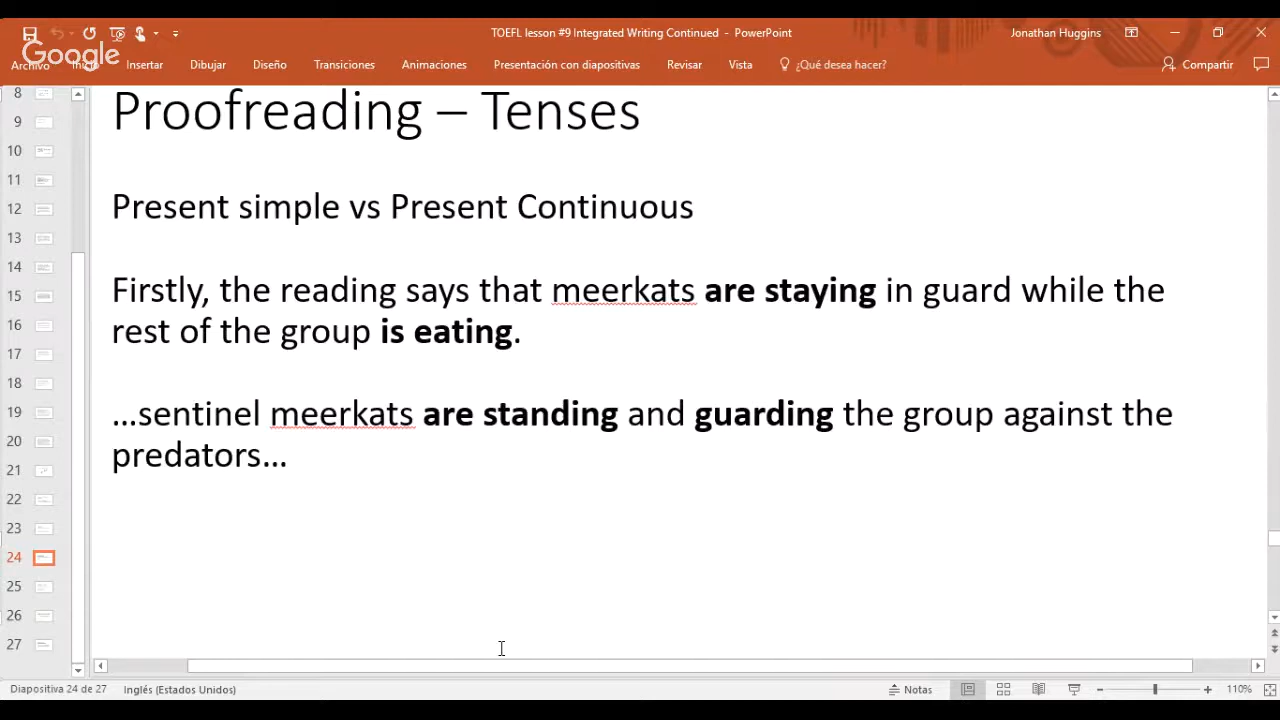 TOEFL lesson #9 Integrated Writing Continued - PowerPoint
Jonathan Huggins
Google
Archivo
Insertar
Dibujar
Diseño
Transiciones
Animaciones
Presentación con diapositivas
Revisar
Vista
¿Qué desea hacer?
Compartir
8
9
10
11
12
13
14
15
16
17
18
19
20
21
22
23
24
25
26
27
Proofreading – Tenses
Present simple vs Present Continuous
Firstly, the reading says that meerkats are staying in guard while the
rest of the group is eating.
…sentinel meerkats are standing and guarding the group against the
predators…
Diapositiva 24 de 27
Inglés (Estados Unidos)
Notas
110%